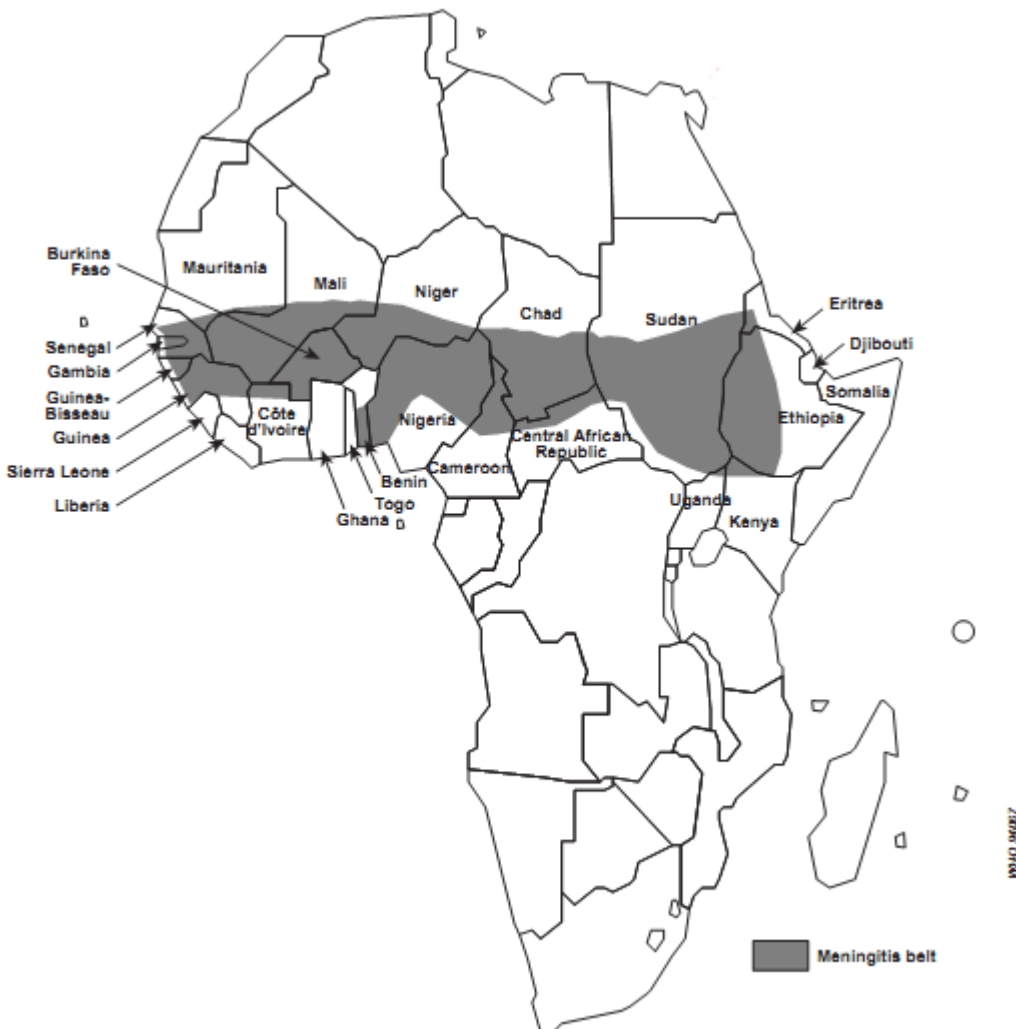 Burkina
Faso
Mauritania
Mali
Niger
Chad
Sudan
Eritrea
Djibouti
Somalia
Ethiopia
Senegal
Gambia
Guinea-
Bissau
Guinea
Sierra Leone
Liberia
Côte
d'Ivoire
Nigeria
Central African
Republic
Cameroon
Benin
Togo
Ghana
Uganda
Kenya
Meningitis belt